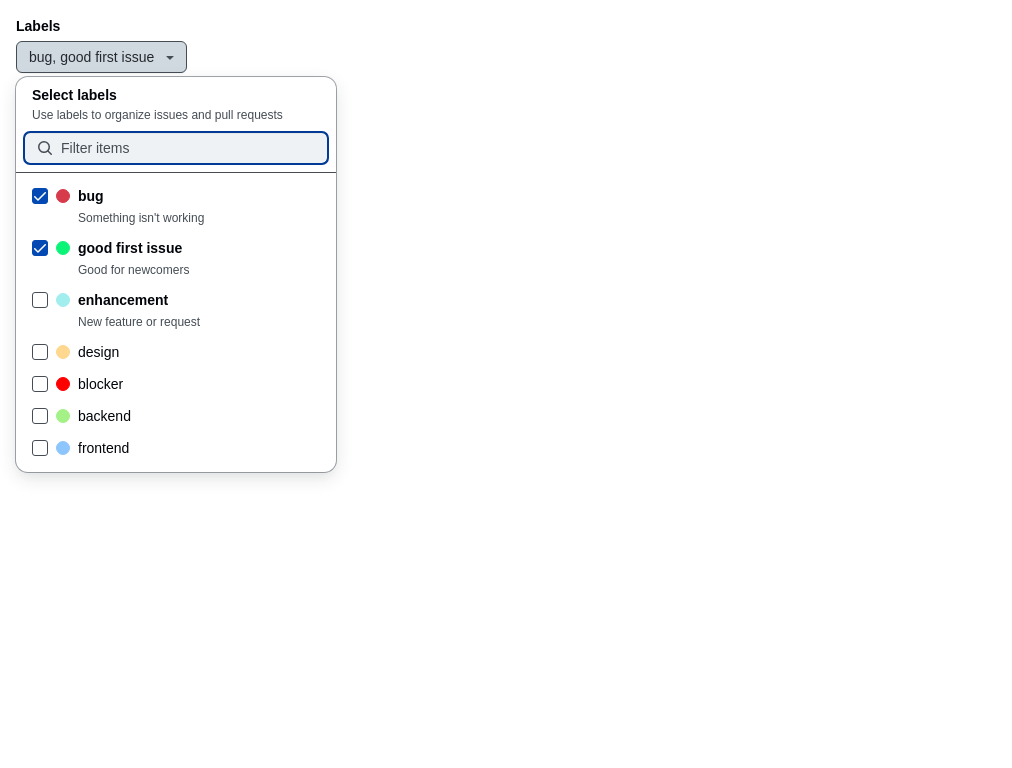 Labels
bug, good first issue
Select labels
Use labels to organize issues and pull requests
Filter items
bug
Something isn't working
good first issue
Good for newcomers
enhancement
New feature or request
design
blocker
backend
frontend